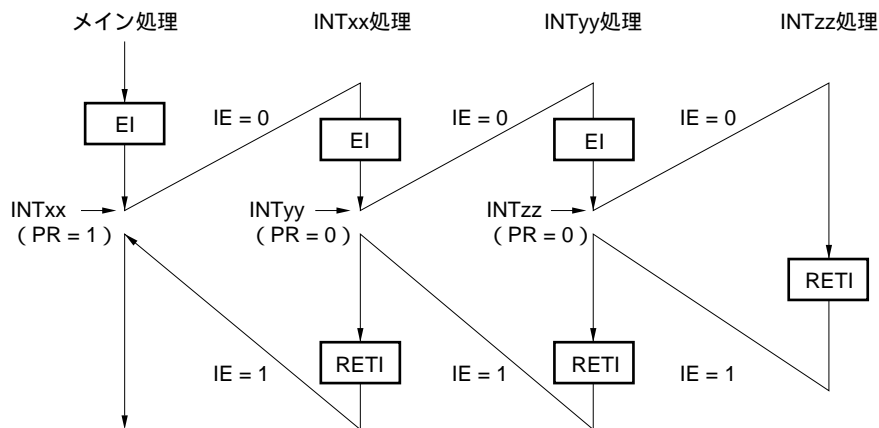 メイン処理 INTxx処理 INTyy処理 INTzz処理
IE = 0 IE = 0 IE = 0
EI EI EI
INTxx INTyy INTzz
（PR = 1） （PR = 0） （PR = 0）
RETI
RETI RETI
IE = 1 IE = 1 IE = 1